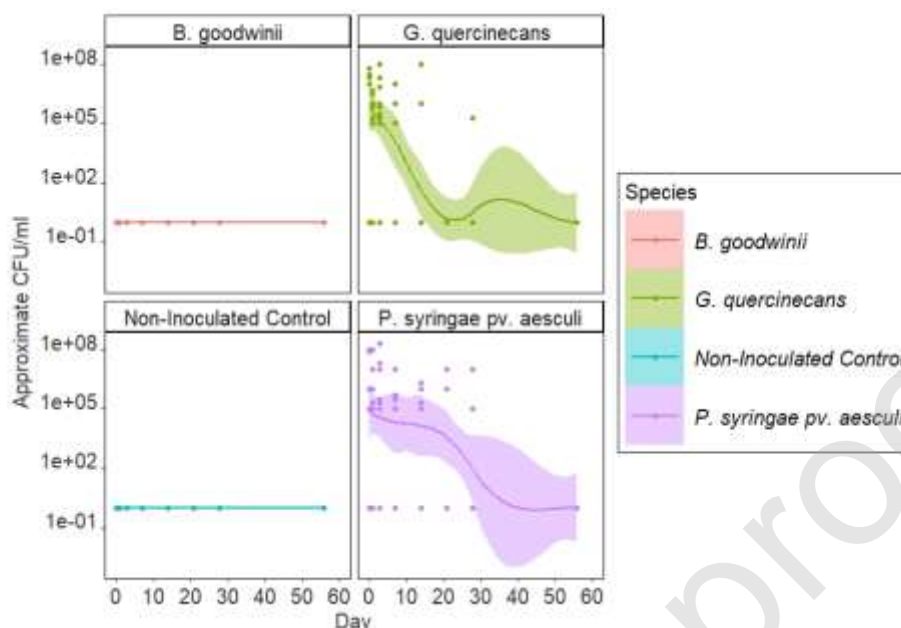 B. goodwinii
G. quercinecans
1e+08
1e+05
1e+02
1e-01
Non-Inoculated Control
P. syringae pv. aesculi
1e+08
1e+05
1e+02
1e-01
Approximate CFU/ml
0 10 20 30 40 50 60
0 10 20 30 40 50 60
Day
Species
B. goodwinii
G. quercinecans
Non-Inoculated Control
P. syringae pv. aesculi